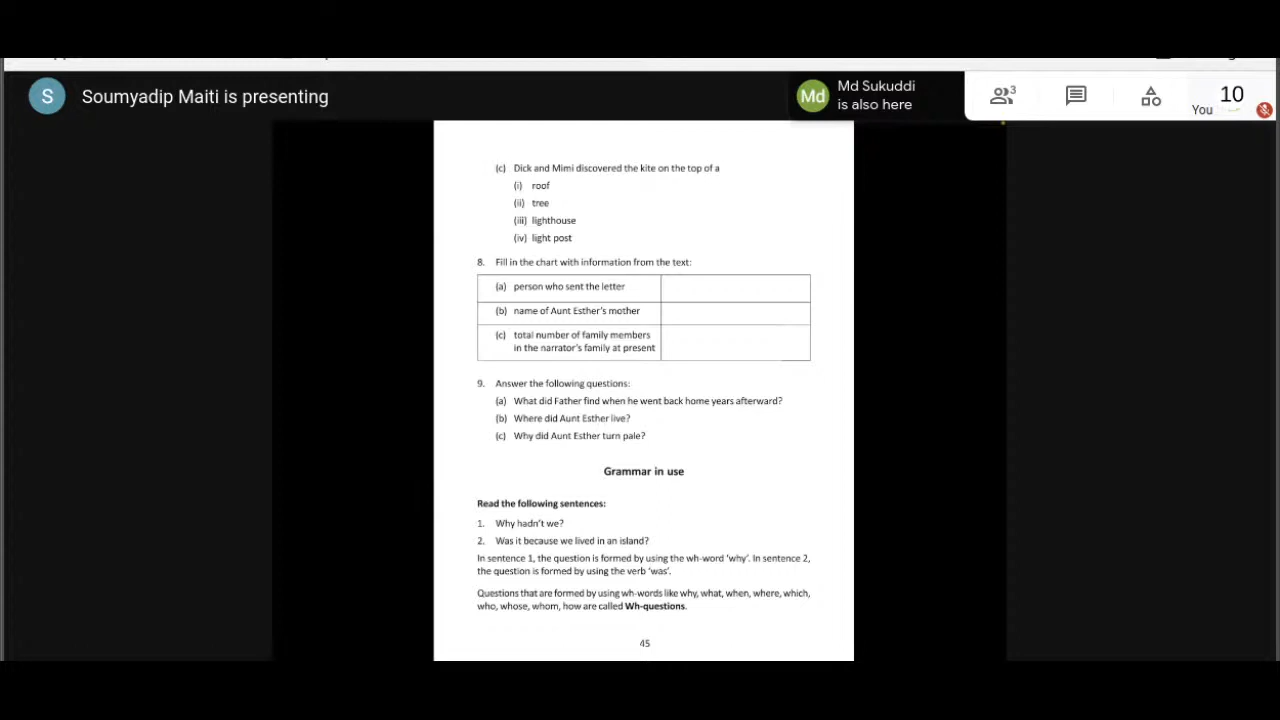 S
Soumyadip Maiti is presenting
Md
Md Sukuddi
is also here
3
10
You
(c) Dick and Mimi discovered the kite on the top of a
(i) roof
(ii) tree
(iii) lighthouse
(iv) light post
8. Fill in the chart with information from the text:
(a) person who sent the letter
(b) name of Aunt Esther's mother
(c) total number of family members
in the narrator's family at present
9. Answer the following questions:
(a) What did Father find when he went back home years afterward?
(b) Where did Aunt Esther live?
(c) Why did Aunt Esther turn pale?
Grammar in use
Read the following sentences:
1. Why hadn't we?
2. Was it because we lived in an island?
In sentence 1, the question is formed by using the wh-word 'why'. In sentence 2,
the question is formed by using the verb 'was'.
Questions that are formed by using wh-words like why, what, when, where, which,
who, whose, whom, how are called Wh-questions.
45